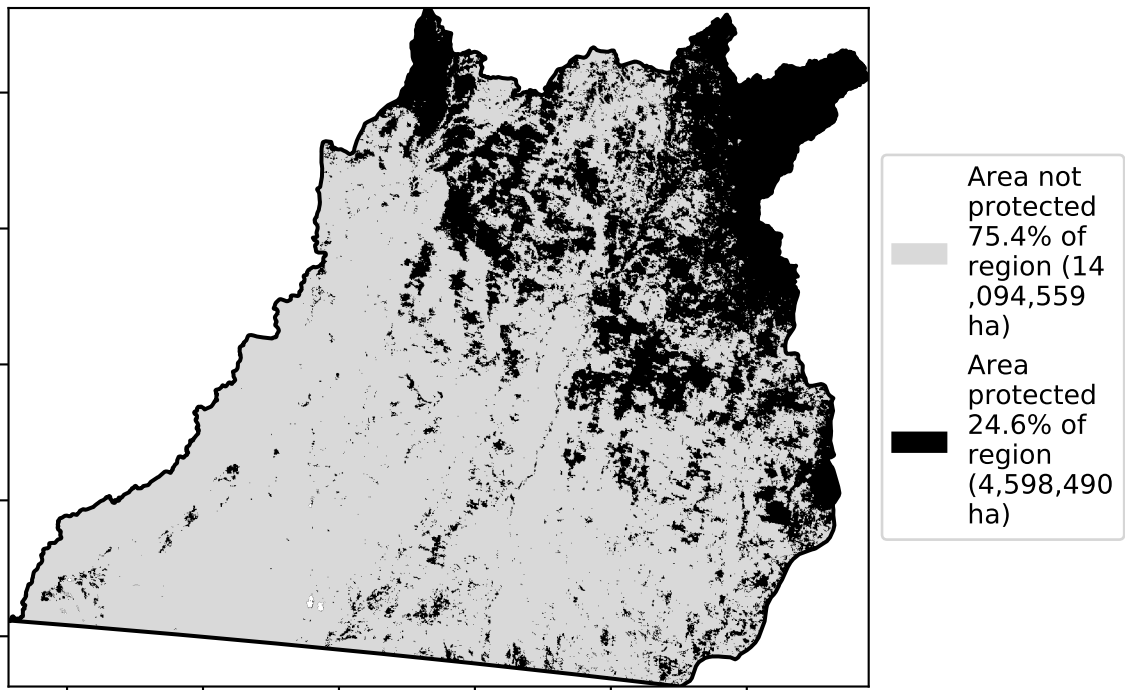 Area not
protected
75.4% of
region (14
,094,559
ha)
Area
protected
24.6% of
region
(4,598,490
ha)